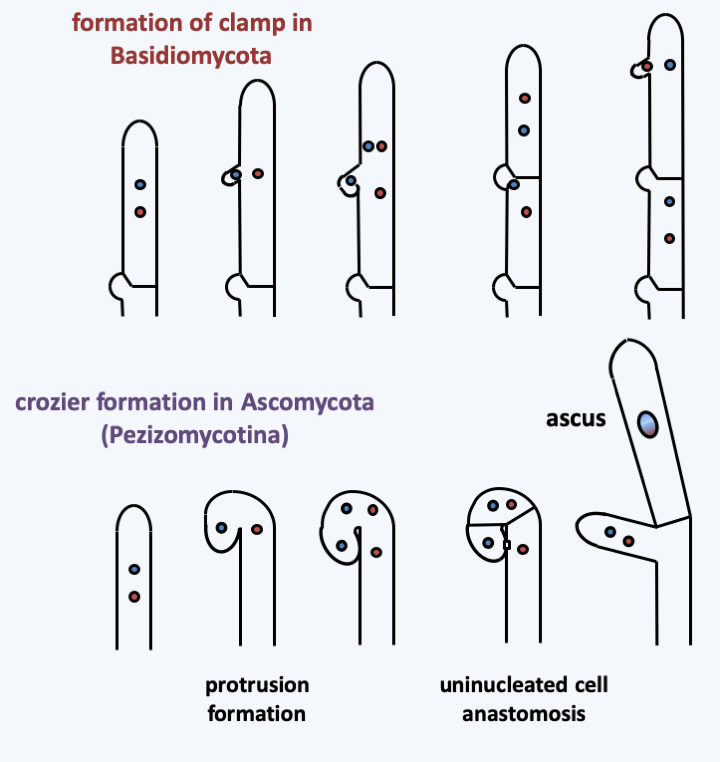 formation of clamp in
Basidiomycota
crozier formation in Ascomycota
(Pezizomycotina)
ascus
protrusion
formation
uninucleated cell
anastomosis